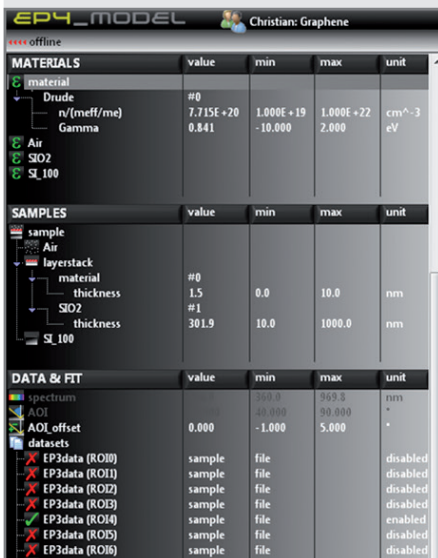 EP4_MODEL Christian: Graphene
offline
MATERIALS value min max unit
material
Drude #0
n/(meff/me) 7.715E+20 1.000E+19 1.000E+22 cm^-3
Gamma 0.841 -10.000 2.000 eV
Air
SIO2
SI_100
SAMPLES value min max unit
sample
Air
layerstack
material #0
thickness 1.5 0.0 10.0 nm
SIO2 #1
thickness 301.9 10.0 1000.0 nm
SI_100
DATA & FIT value min max unit
spectrum 360.0 969.8 nm
AOI 40.000 90.000 °
AOI_offset 0.000 -1.000 5.000 °
datasets
EP3data (ROI0) sample file disabled
EP3data (ROI1) sample file disabled
EP3data (ROI2) sample file disabled
EP3data (ROI3) sample file disabled
EP3data (ROI4) sample file enabled
EP3data (ROI5) sample file disabled
EP3data (ROI6) sample file disabled